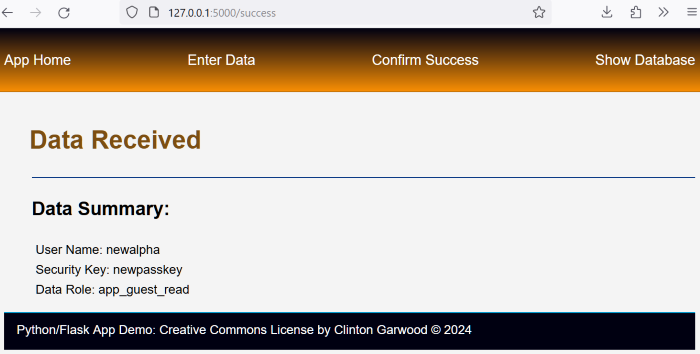 127.0.0.1:5000/success
App Home Enter Data Confirm Success Show Database
Data Received
Data Summary:
User Name: newalpha
Security Key: newpasskey
Data Role: app_guest_read
Python/Flask App Demo: Creative Commons License by Clinton Garwood © 2024